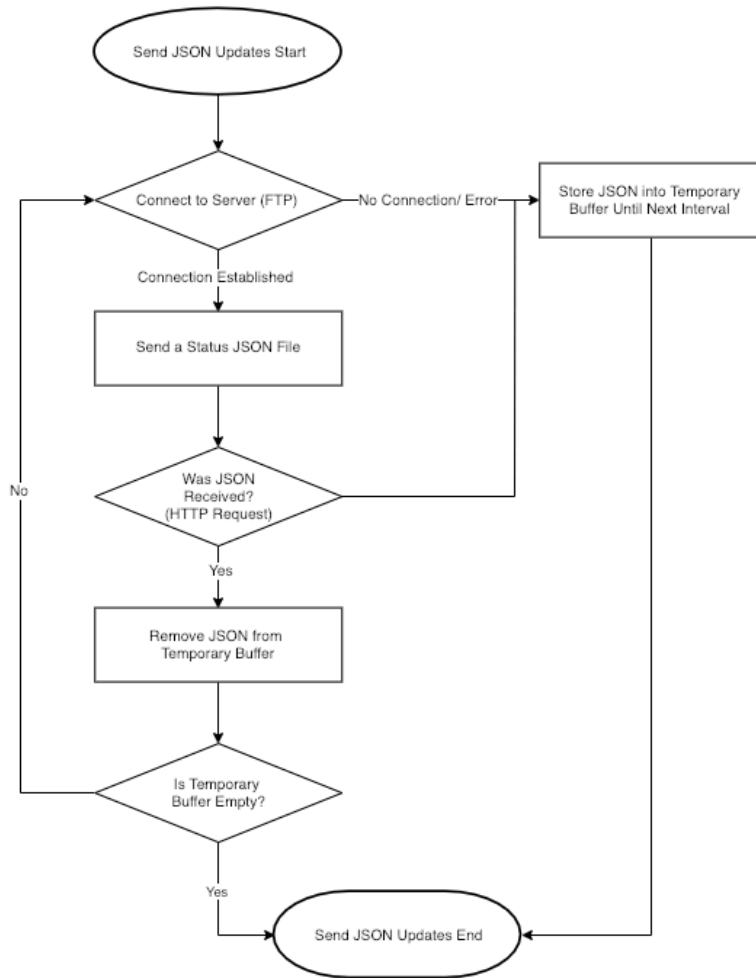 Send JSON Updates Start
Connect to Server (FTP)
No Connection/ Error
Store JSON into Temporary
Buffer Until Next Interval
Connection Established
Send a Status JSON File
Was JSON
Received?
(HTTP Request)
No
Yes
Remove JSON from
Temporary Buffer
Is Temporary
Buffer Empty?
Yes
Send JSON Updates End